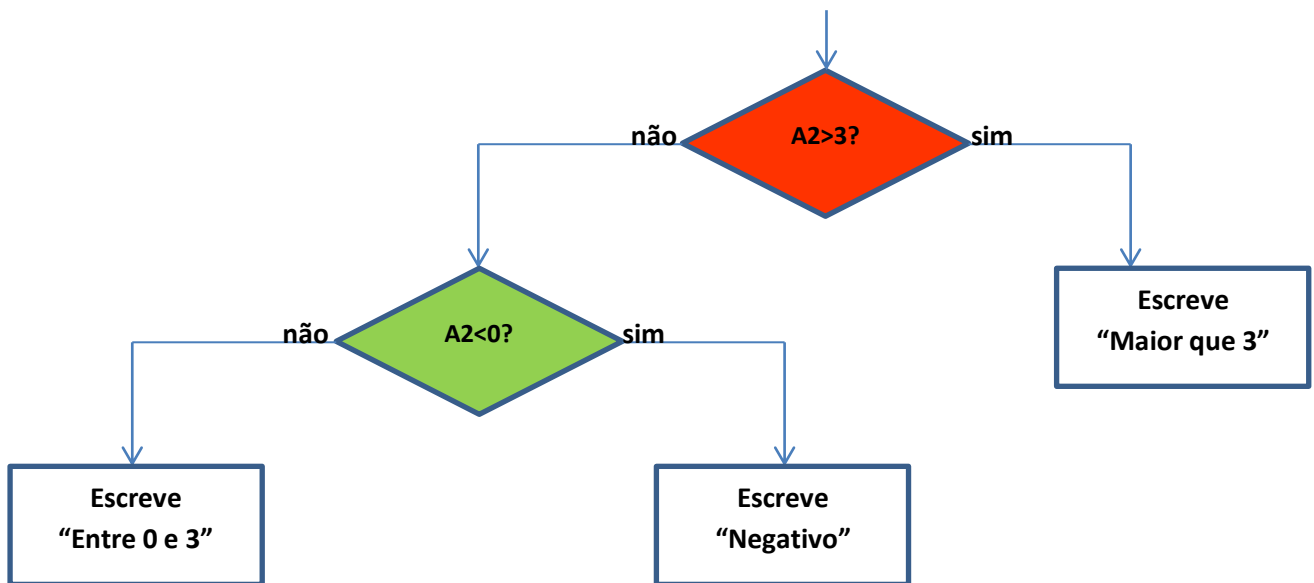 A2>3?
não
sim
A2<0?
não
sim
Escreve
“Maior que 3”
Escreve
“Entre 0 e 3”
Escreve
“Negativo”